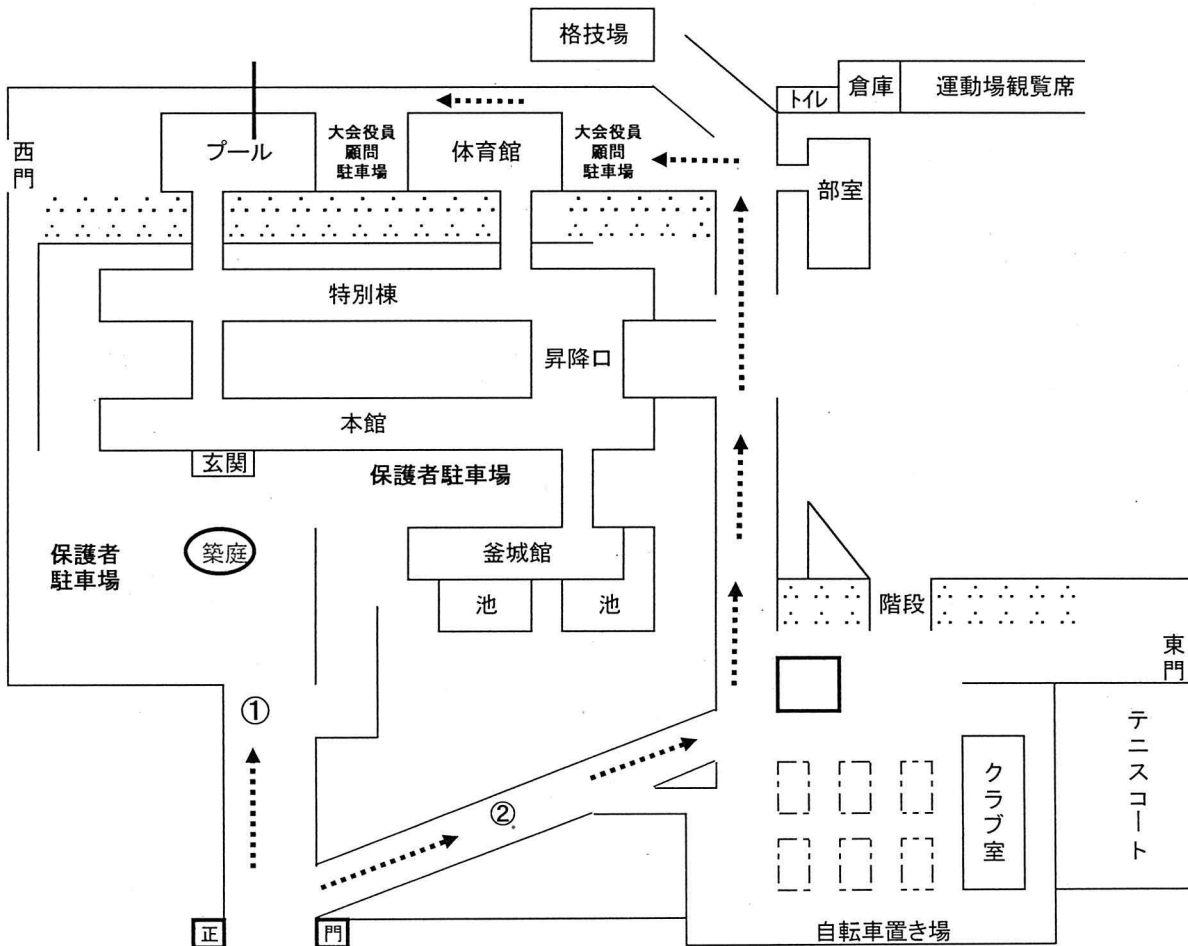 格技場
トイレ
倉庫
運動場観覧席
西門
プール
大会役員
顧問
駐車場
体育館
大会役員
顧問
駐車場
部室
特別棟
昇降口
本館
玄関
保護者駐車場
保護者
駐車場
築庭
釜城館
池
池
階段
東門
①
②
クラブ室
テニスコート
自転車置き場
正
門